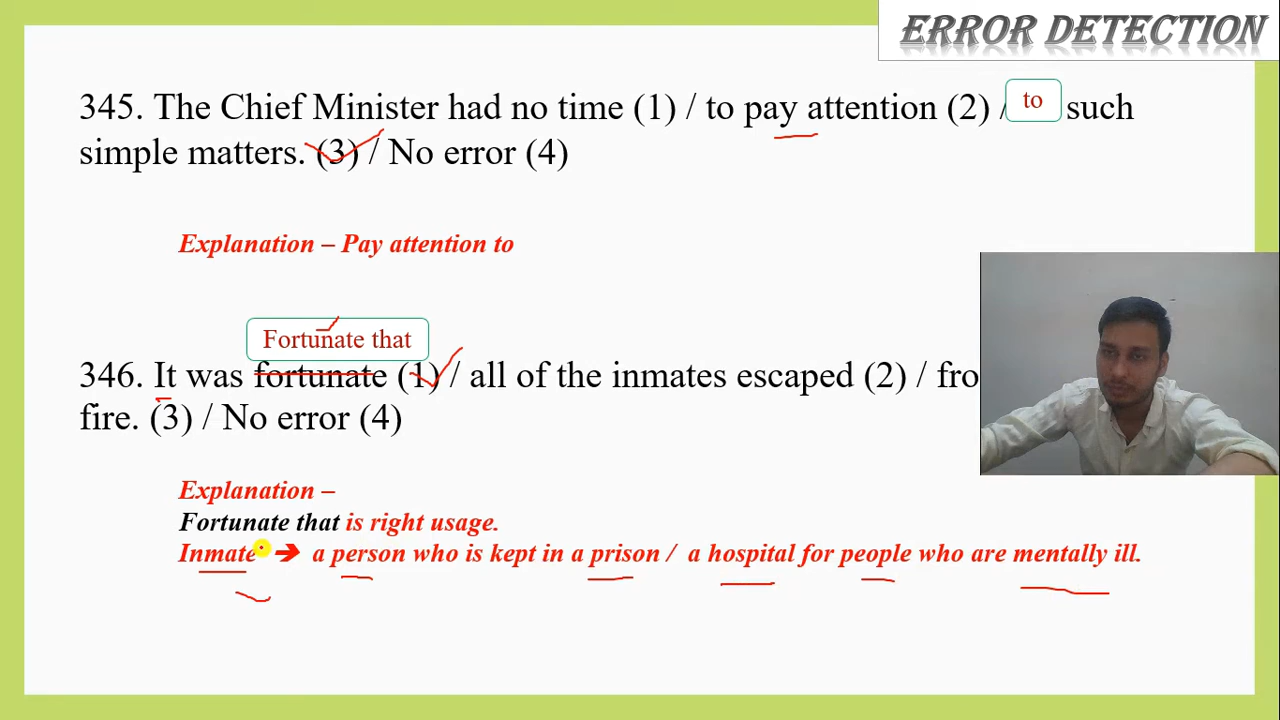 ERROR DETECTION
345. The Chief Minister had no time (1) / to pay attention (2) / to such
simple matters. (3) / No error (4)
Explanation – Pay attention to
Fortunate that
346. It was fortunate (1) / all of the inmates escaped (2) /
fire. (3) / No error (4)
Explanation –
Fortunate that is right usage.
Inmate ➔ a person who is kept in a prison / a hospital for people who are mentally ill.